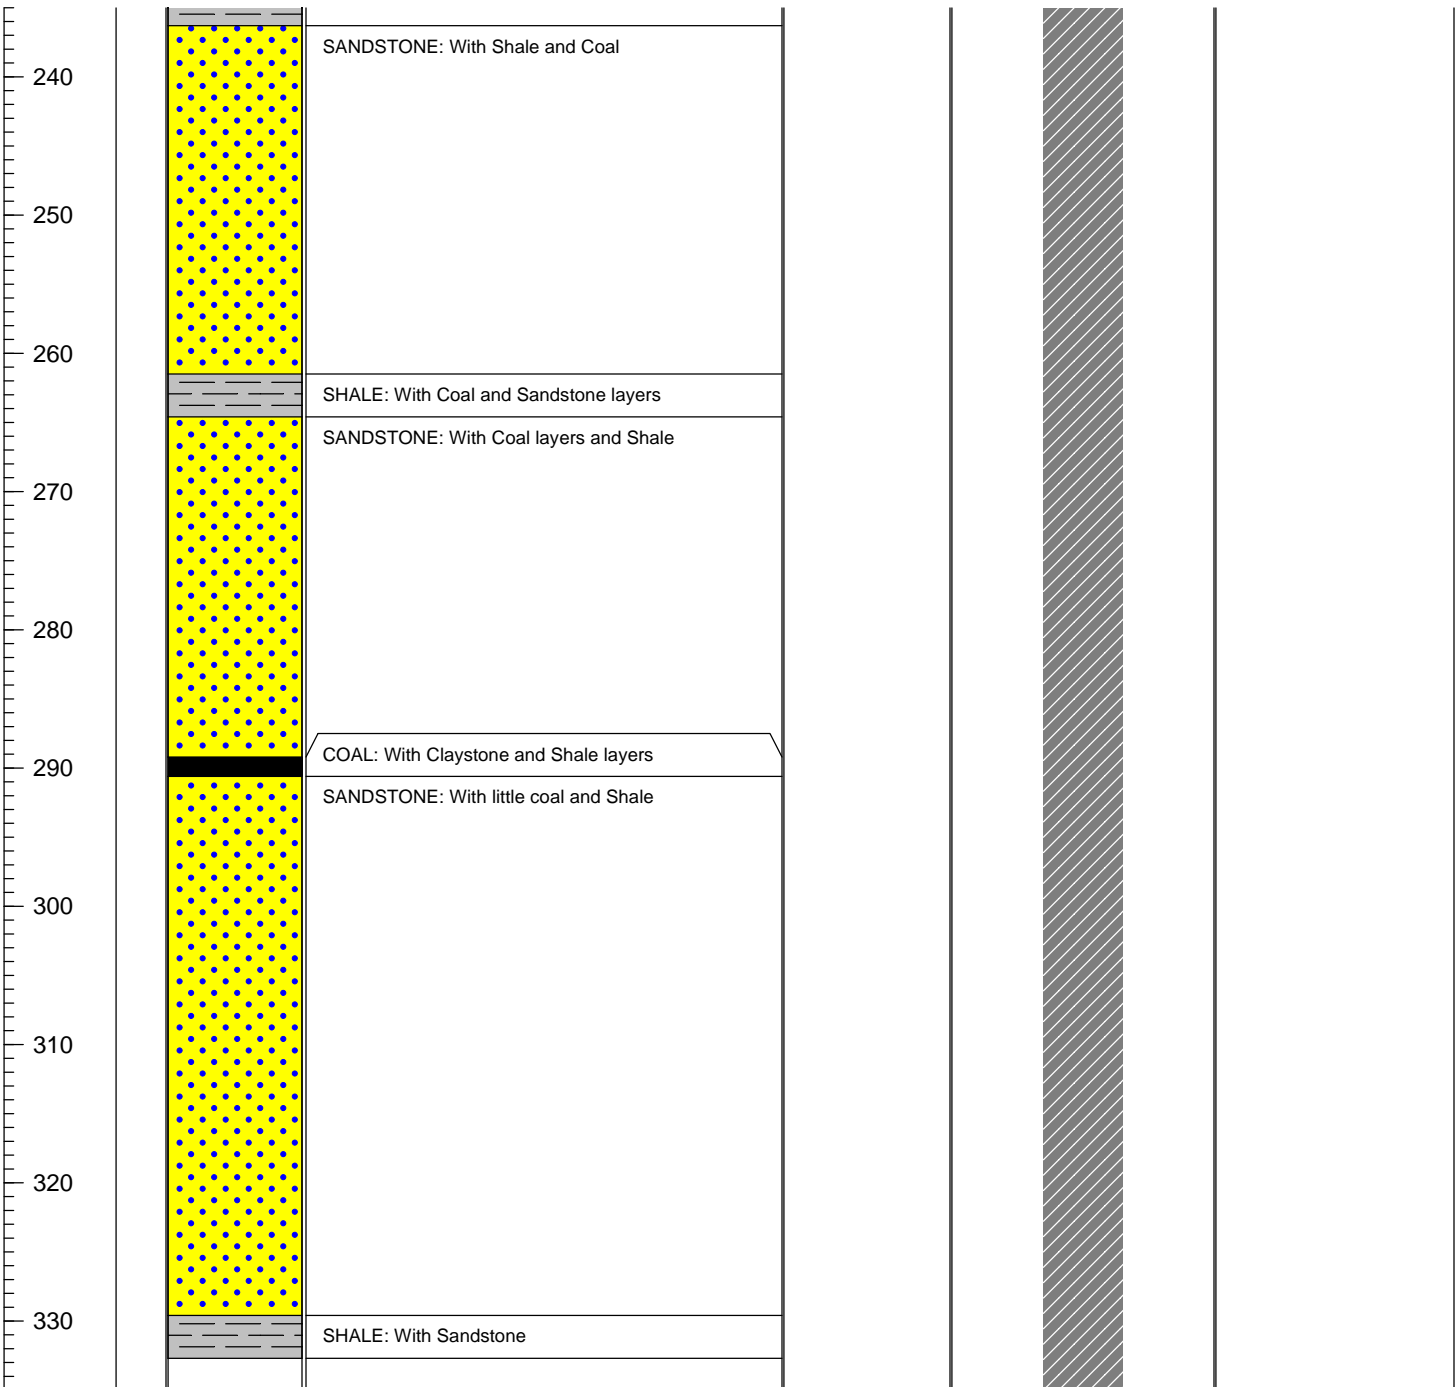 SANDSTONE: With Shale and Coal
240
250
260
SHALE: With Coal and Sandstone layers
SANDSTONE: With Coal layers and Shale
270
280
COAL: With Claystone and Shale layers
290
SANDSTONE: With little coal and Shale
300
310
320
330
SHALE: With Sandstone